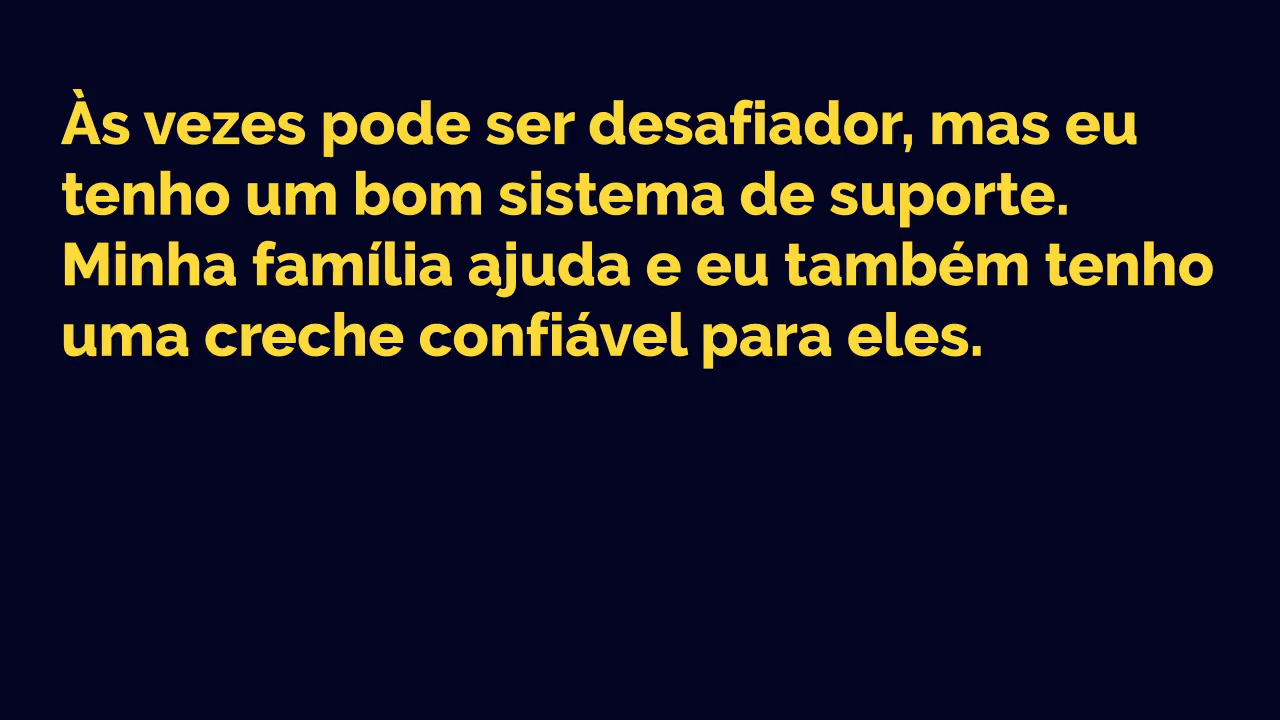 Às vezes pode ser desafiador, mas eu
tenho um bom sistema de suporte.
Minha família ajuda e eu também tenho
uma creche confiável para eles.